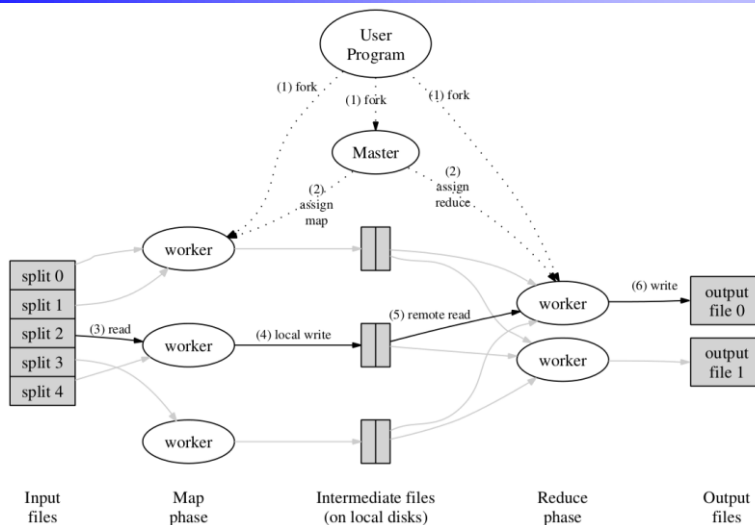 User
Program
(1) fork
(1) fork
(1) fork
Master
(2)
assign
map
(2)
assign
reduce
worker
split 0
split 1
split 2
split 3
split 4
(3) read
worker
(4) local write
(5) remote read
worker
(6) write
output
file 0
worker
output
file 1
worker
Input
files
Map
phase
Intermediate files
(on local disks)
Reduce
phase
Output
files